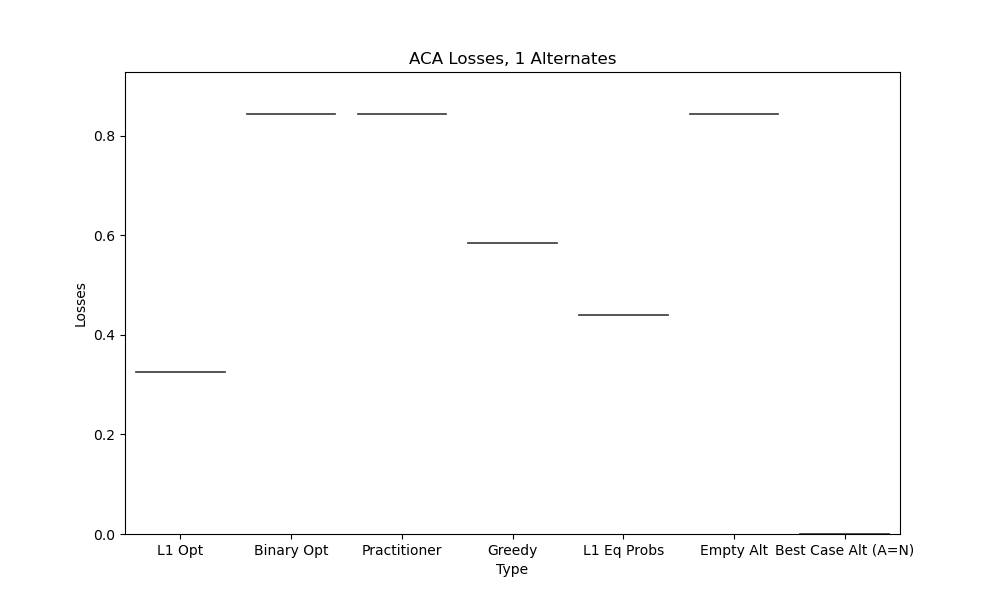 ACA Losses, 1 Alternates
0.8
0.6
0.4
0.2
0.0
Losses
L1 Opt Binary Opt Practitioner Greedy L1 Eq Probs Empty Alt Best Case Alt (A=N)
Type